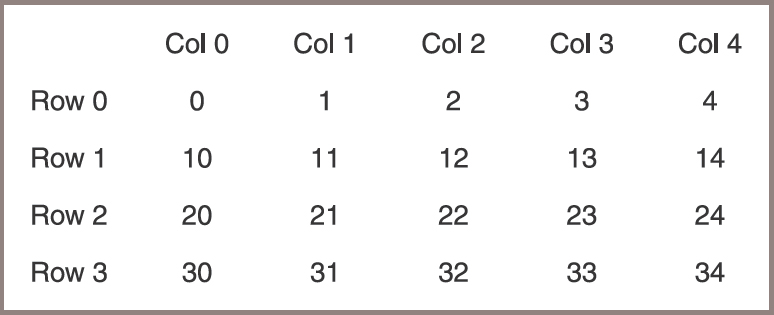 Col 0 Col 1 Col 2 Col 3 Col 4
Row 0 0 1 2 3 4
Row 1 10 11 12 13 14
Row 2 20 21 22 23 24
Row 3 30 31 32 33 34